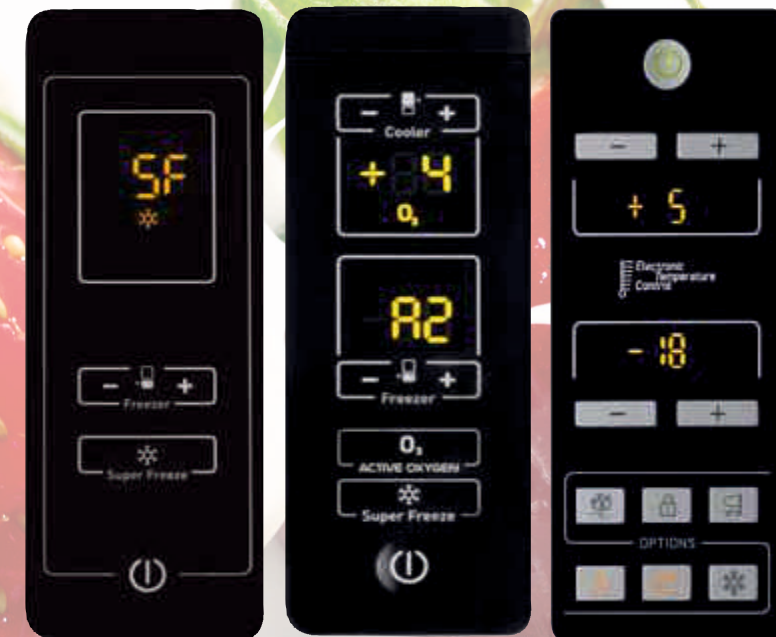 SF
- +
Freezer
Super Freeze
- +
Cooler
+ 4
O₃
A2
- +
Freezer
O₃
ACTIVE OXYGEN
Super Freeze
- +
+ 5
Electronic
Temperature
Control
- 18
- +
OPTIONS